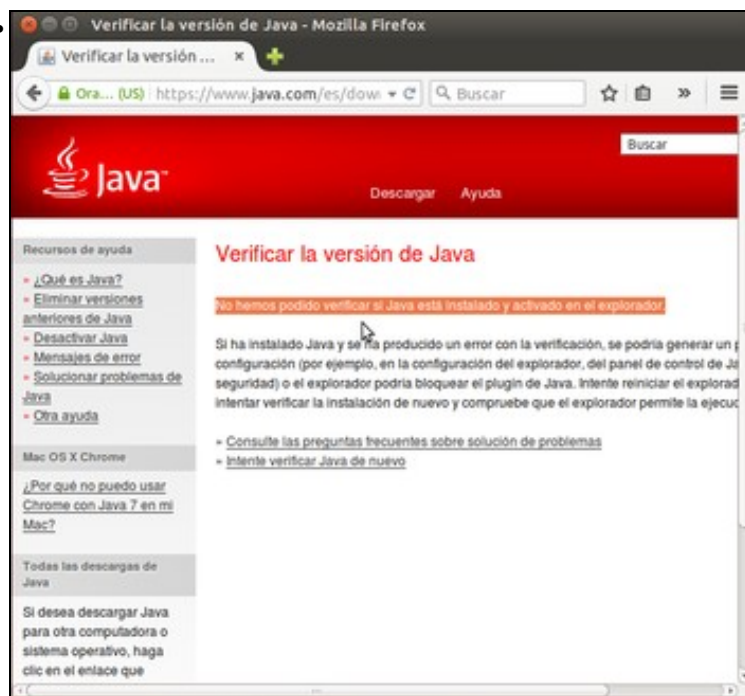 Verificar la versión de Java - Mozilla Firefox
Verificar la versión ...
Ora... (US) https://www.java.com/es/dow
Buscar
Buscar
Java
Descargar Ayuda
Recursos de ayuda
¿Qué es Java?
Eliminar versiones
anteriores de Java
Desactivar Java
Mensajes de error
Solucionar problemas de
Java
Otra ayuda
Mac OS X Chrome
¿Por qué no puedo usar
Chrome con Java 7 en mi
Mac?
Todas las descargas de
Java
Si desea descargar Java
para otra computadora o
sistema operativo, haga
clic en el enlace que
Verificar la versión de Java
No hemos podido verificar si Java está instalado y activado en el explorador.
Si ha instalado Java y se ha producido un error con la verificación, se podría generar un p
configuración (por ejemplo, en la configuración del explorador, del panel de control de Ja
seguridad) o el explorador podría bloquear el plugin de Java. Intente reiniciar el explorad
intentar verificar la instalación de nuevo y compruebe que el explorador permite la ejecuc
» Consulte las preguntas frecuentes sobre solución de problemas
» Intente verificar Java de nuevo